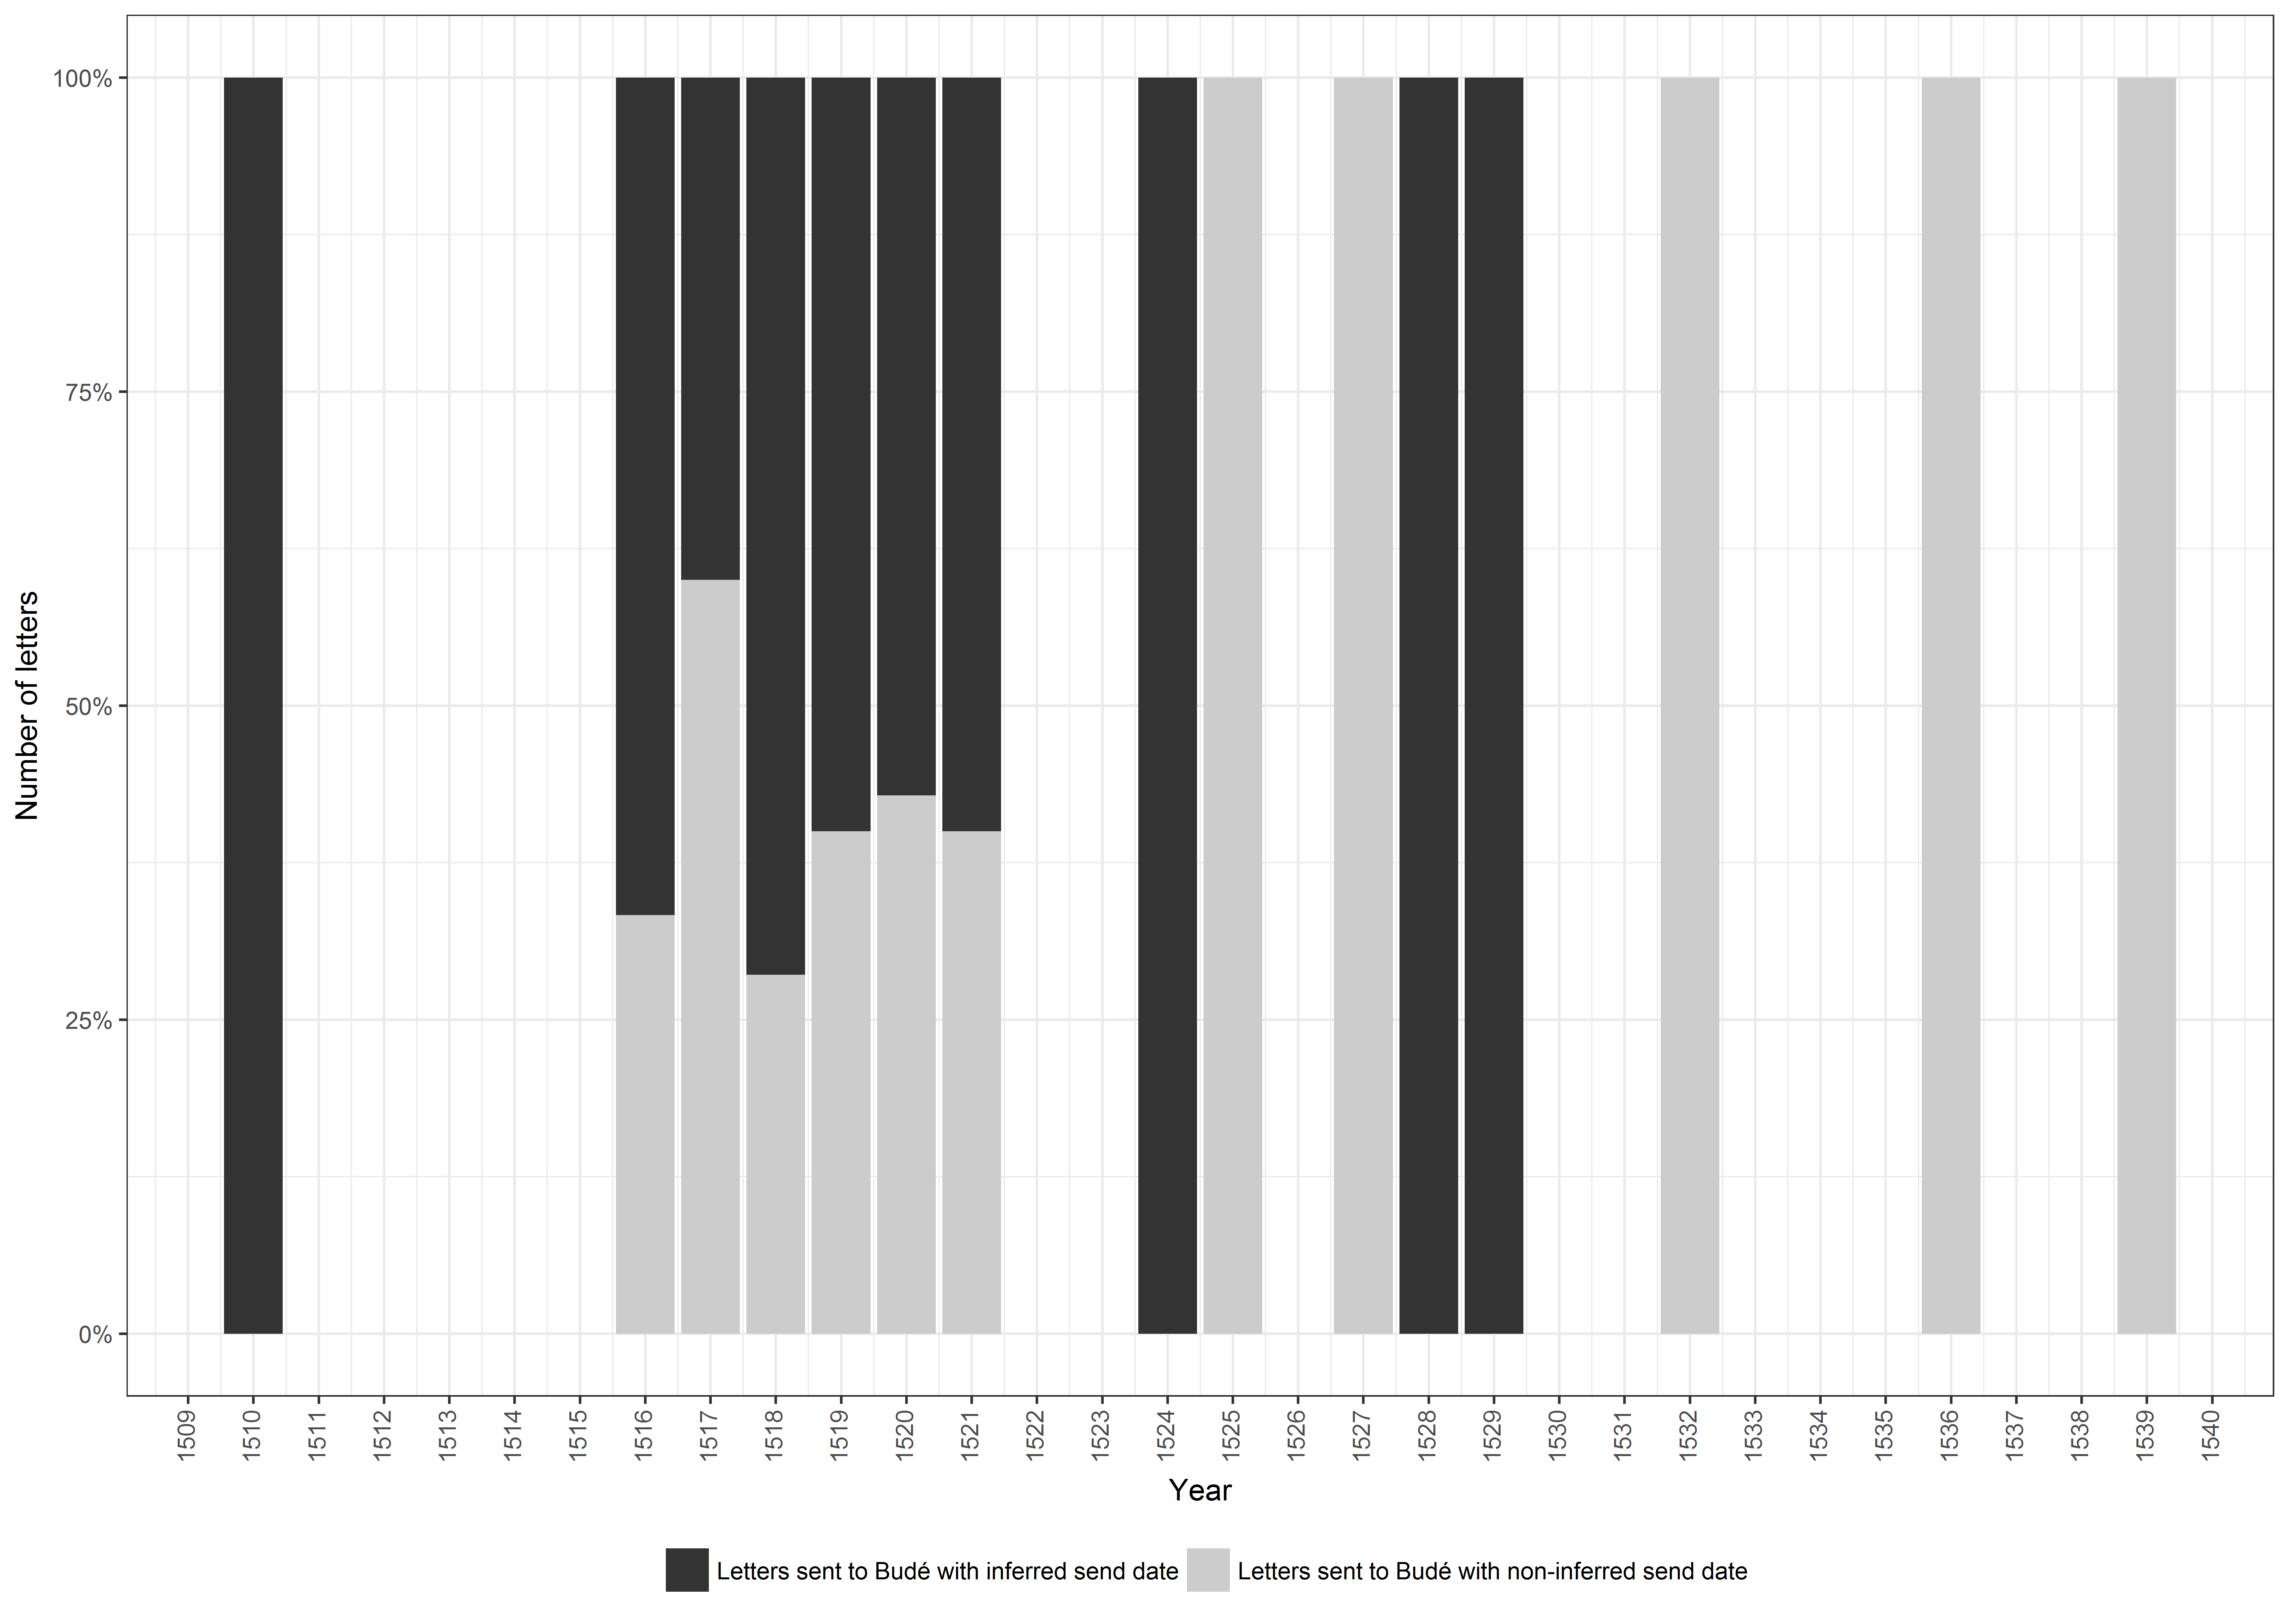 Number of letters
100%
75%
50%
25%
0%
1509 1510 1511 1512 1513 1514 1515 1516 1517 1518 1519 1520 1521 1522 1523 1524 1525 1526 1527 1528 1529 1530 1531 1532 1533 1534 1535 1536 1537 1538 1539 1540
Year
Letters sent to Budé with inferred send date Letters sent to Budé with non-inferred send date